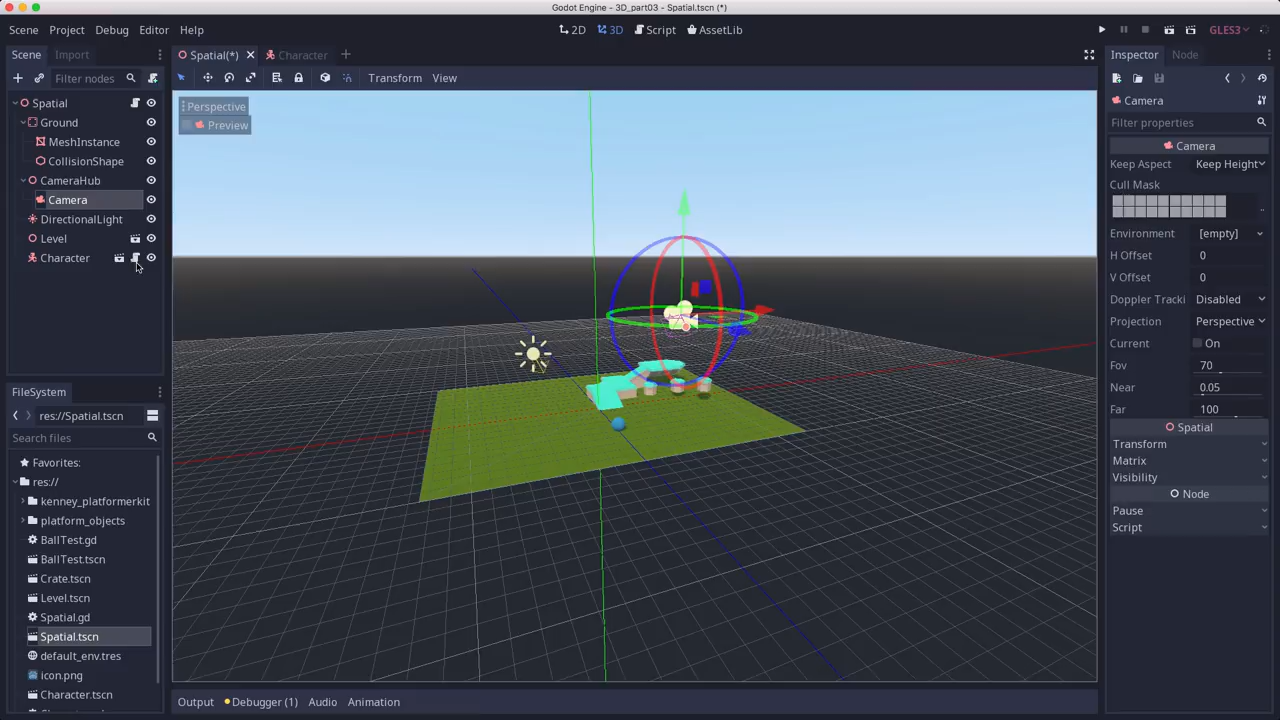 Godot Engine - 3D_part03 - Spatial.tscn (*)
Scene Project Debug Editor Help
2D 3D Script AssetLib
GLES3
Scene Import
Spatial(*) Character
Inspector Node
Filter nodes
Transform View
Spatial
Ground
MeshInstance
CollisionShape
CameraHub
Camera
DirectionalLight
Level
Character
Perspective
Preview
Camera
Filter properties
Camera
Keep Aspect Keep Height
Cull Mask
Environment [empty]
H Offset 0
V Offset 0
Doppler Tracki Disabled
Projection Perspective
Current On
Fov 70
Near 0.05
Far 100
Spatial
Transform
Matrix
Visibility
Node
Pause
Script
FileSystem
res://Spatial.tscn
Search files
Favorites:
res://
kenney_platformerkit
platform_objects
BallTest.gd
BallTest.tscn
Crate.tscn
Level.tscn
Spatial.gd
Spatial.tscn
default_env.tres
icon.png
Character.tscn
Output Debugger (1) Audio Animation